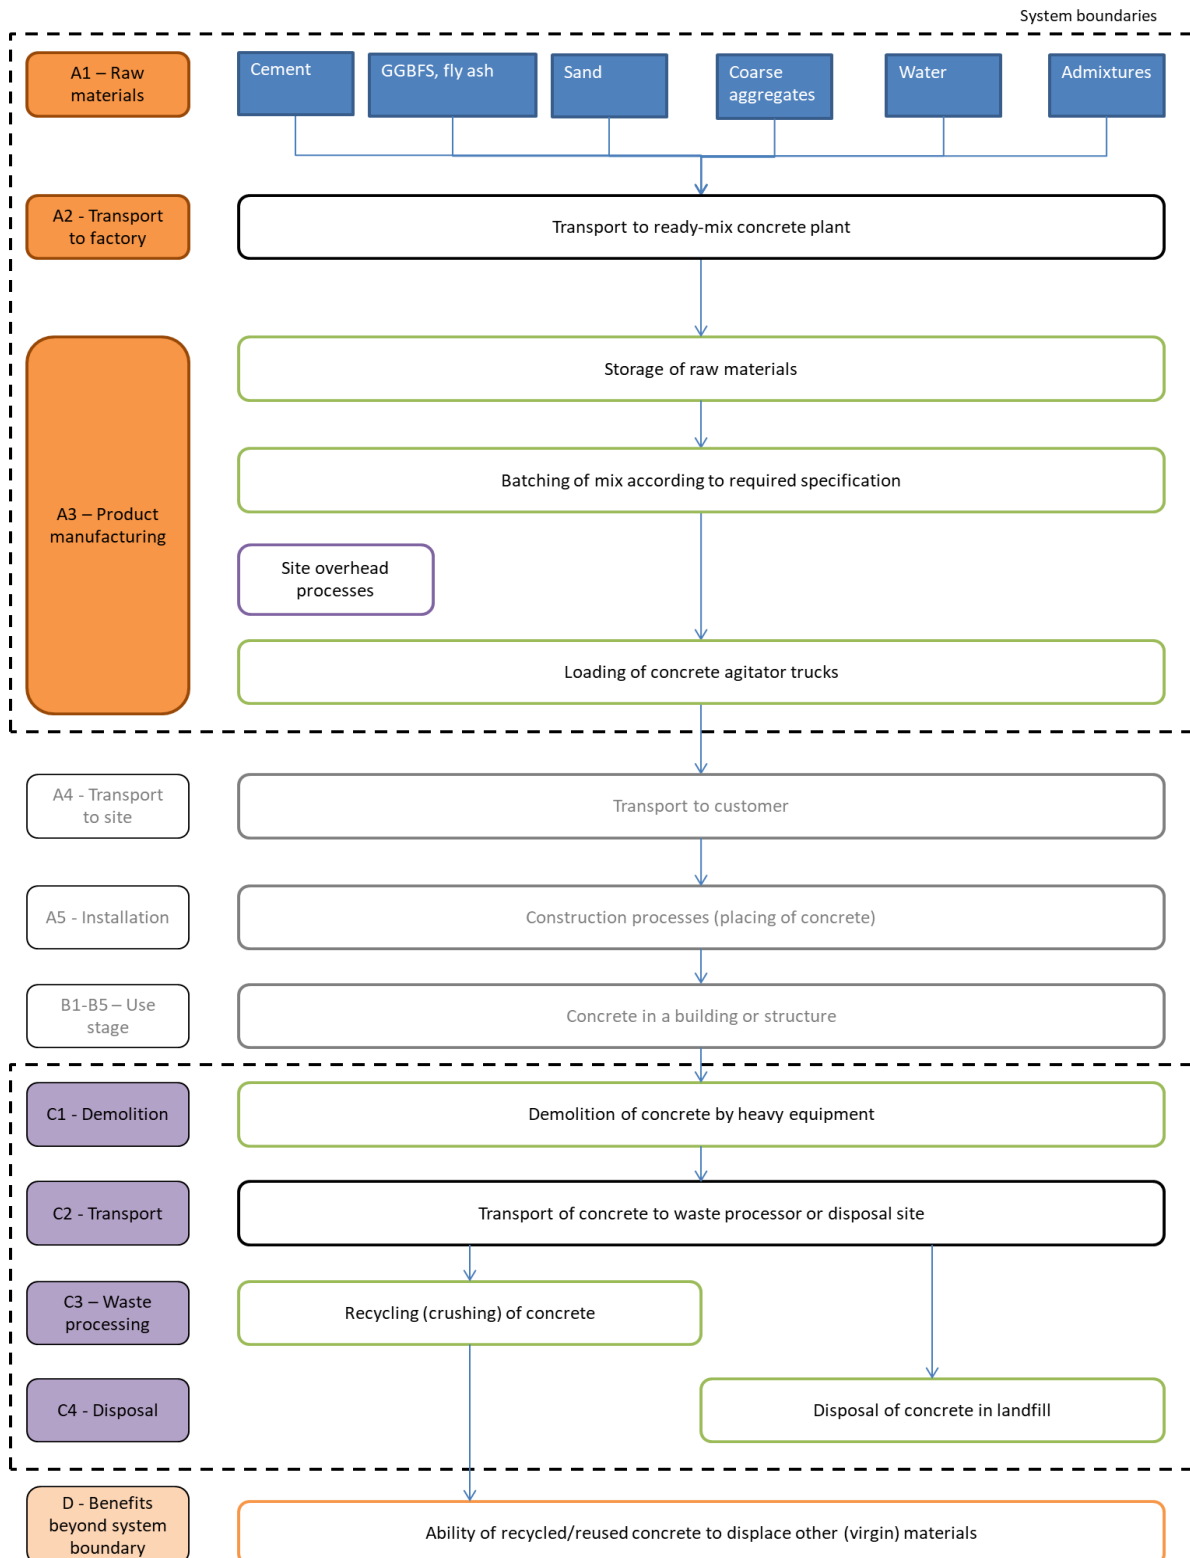 System boundaries
A1 – Raw
materials
Cement
GGBFS, fly ash
Sand
Coarse
aggregates
Water
Admixtures
A2 - Transport
to factory
Transport to ready-mix concrete plant
Storage of raw materials
Batching of mix according to required specification
A3 – Product
manufacturing
Site overhead
processes
Loading of concrete agitator trucks
A4 - Transport
to site
Transport to customer
A5 - Installation
Construction processes (placing of concrete)
B1-B5 – Use
stage
Concrete in a building or structure
C1 - Demolition
Demolition of concrete by heavy equipment
C2 - Transport
Transport of concrete to waste processor or disposal site
C3 – Waste
processing
Recycling (crushing) of concrete
C4 - Disposal
Disposal of concrete in landfill
D - Benefits
beyond system
boundary
Ability of recycled/reused concrete to displace other (virgin) materials